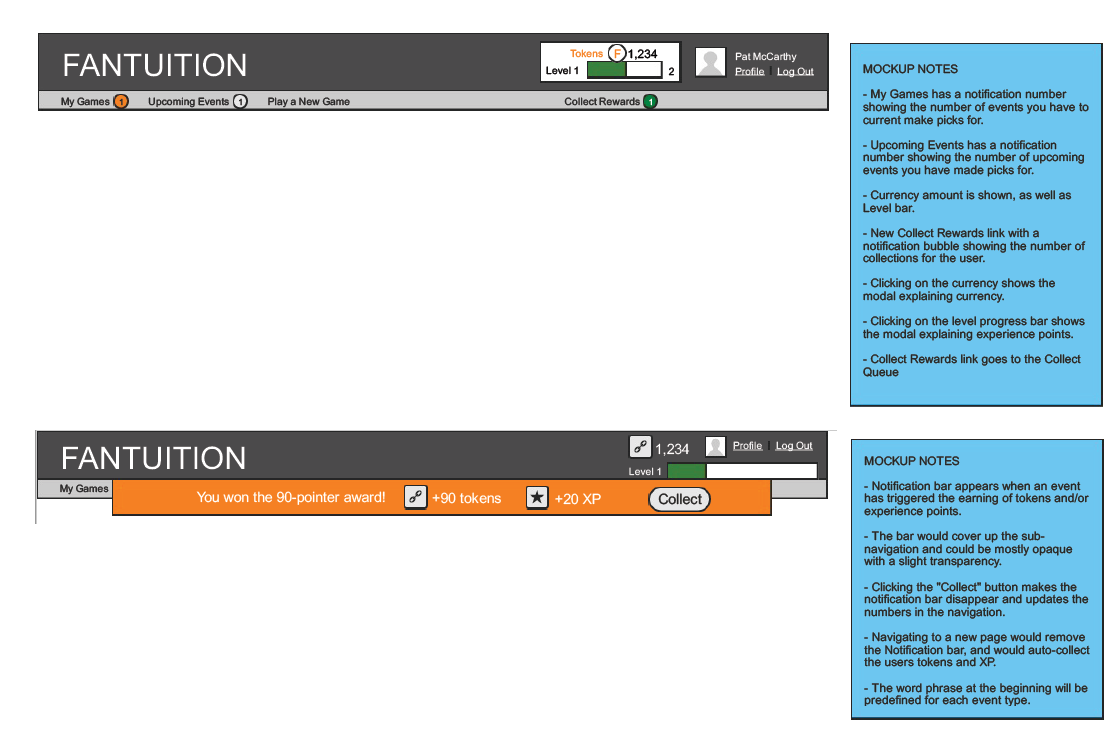 FANTUITION
Tokens F 1,234
Level 1 2
Pat McCarthy
Profile | Log Out
My Games 1 Upcoming Events 1 Play a New Game Collect Rewards 1
MOCKUP NOTES
- My Games has a notification number
showing the number of events you have to
current make picks for.
- Upcoming Events has a notification
number showing the number of upcoming
events you have made picks for.
- Currency amount is shown, as well as
Level bar.
- New Collect Rewards link with a
notification bubble showing the number of
collections for the user.
- Clicking on the currency shows the
modal explaining currency.
- Clicking on the level progress bar shows
the modal explaining experience points.
- Collect Rewards link goes to the Collect
Queue
FANTUITION
1,234
Profile | Log Out
Level 1
My Games
You won the 90-pointer award! +90 tokens +20 XP Collect
MOCKUP NOTES
- Notification bar appears when an event
has triggered the earning of tokens and/or
experience points.
- The bar would cover up the sub-
navigation and could be mostly opaque
with a slight transparency.
- Clicking the "Collect" button makes the
notification bar disappear and updates the
numbers in the navigation.
- Navigating to a new page would remove
the Notification bar, and would auto-collect
the users tokens and XP.
- The word phrase at the beginning will be
predefined for each event type.